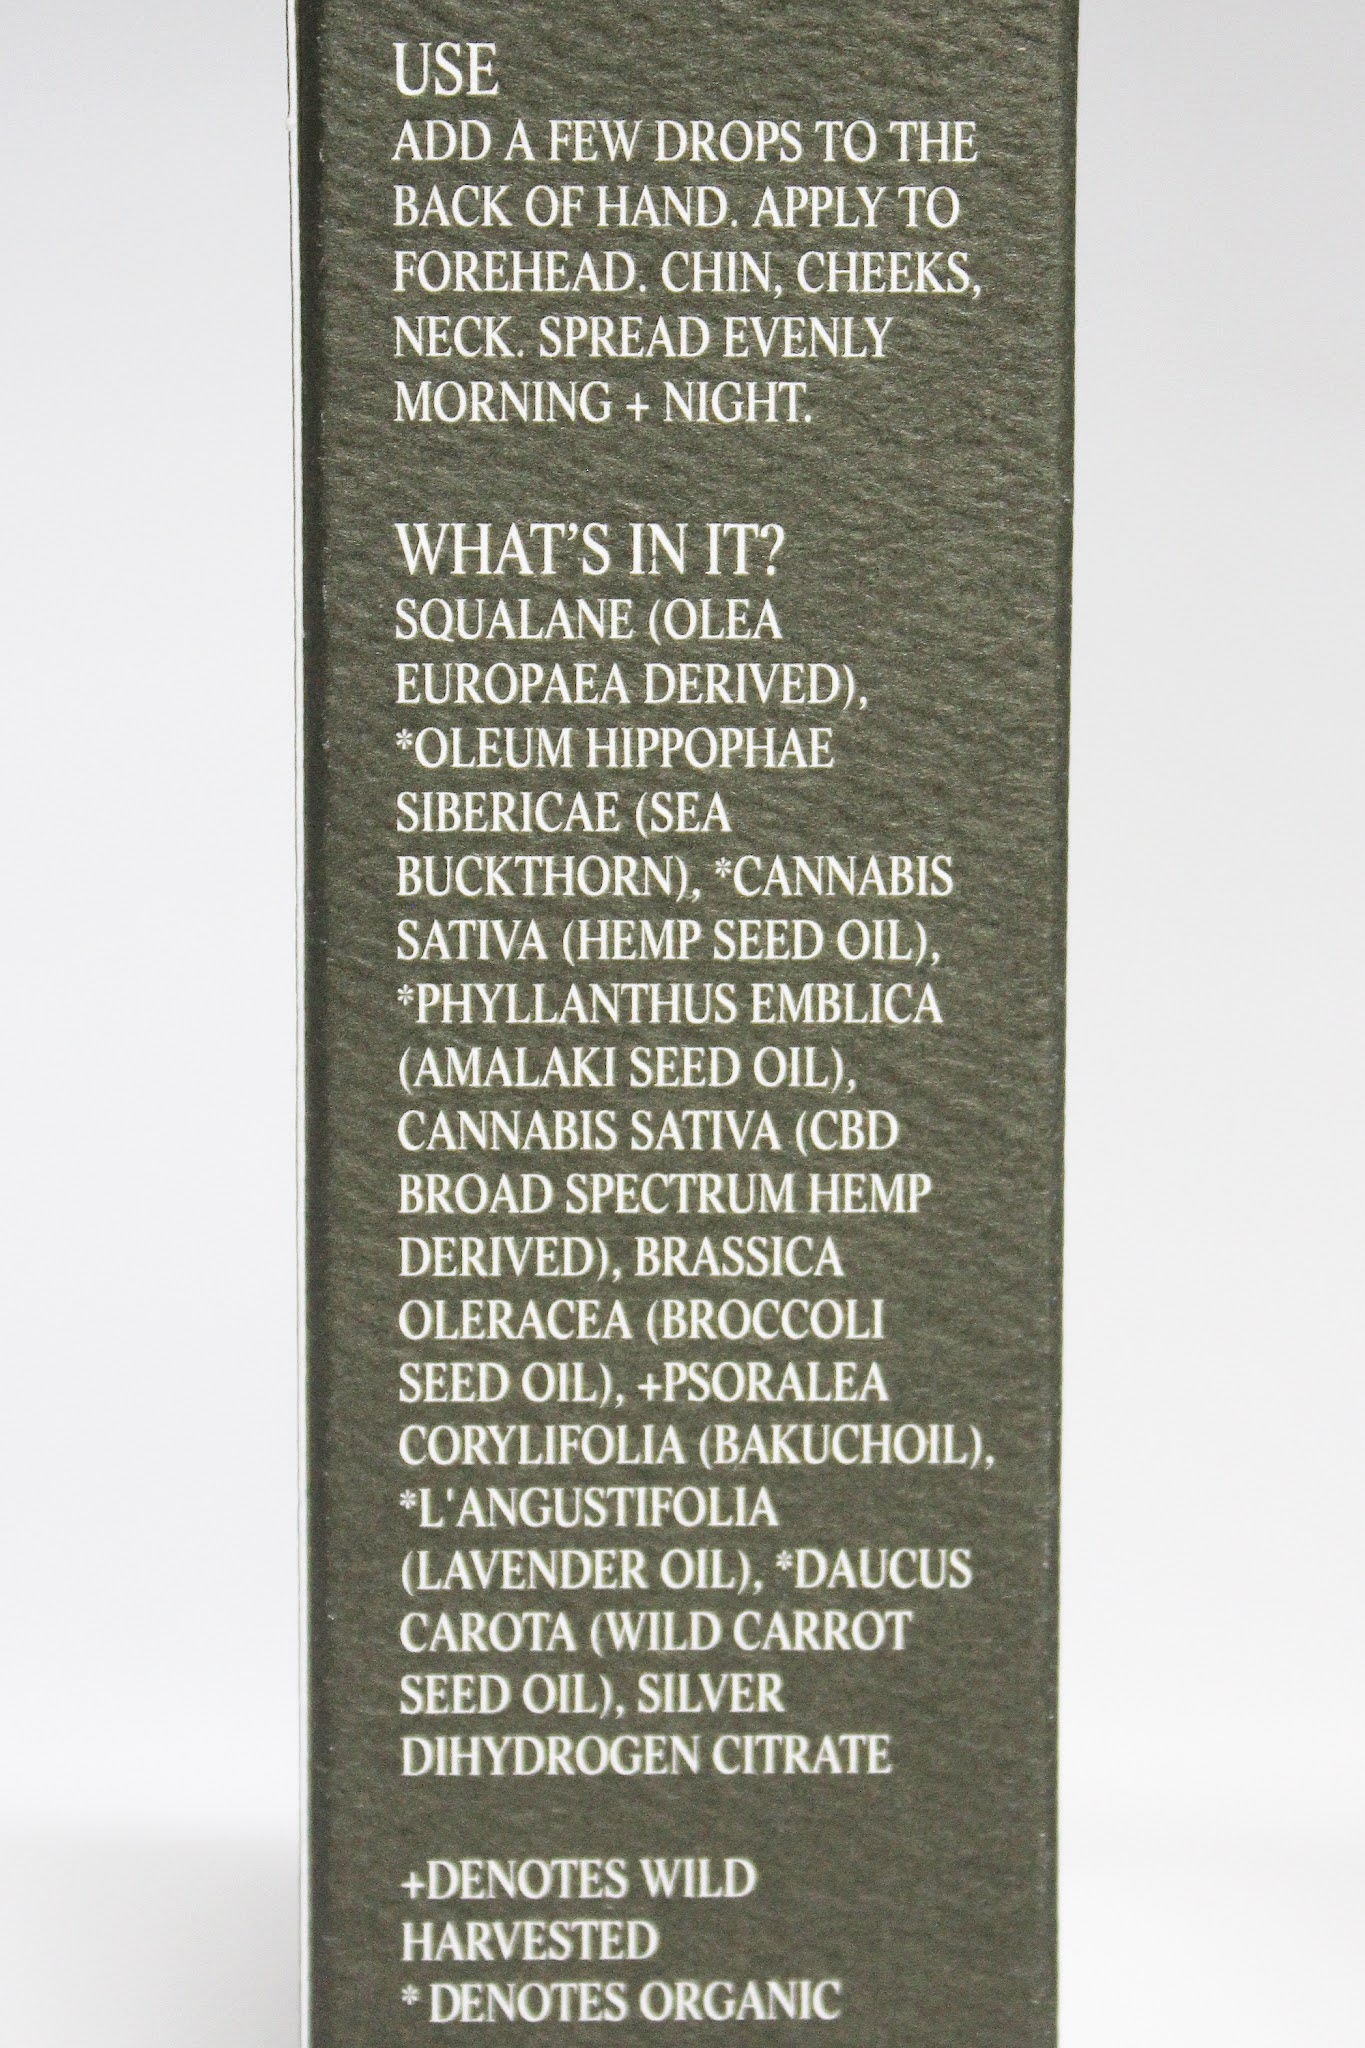 USE
ADD A FEW DROPS TO THE
BACK OF HAND. APPLY TO
FOREHEAD. CHIN, CHEEKS,
NECK. SPREAD EVENLY
MORNING + NIGHT.
WHAT'S IN IT?
SQUALANE (OLEA
EUROPAEA DERIVED),
*OLEUM HIPPOPHAE
SIBERICAE (SEA
BUCKTHORN), *CANNABIS
SATIVA (HEMP SEED OIL),
*PHYLLANTHUS EMBLICA
(AMALAKI SEED OIL),
CANNABIS SATIVA (CBD
BROAD SPECTRUM HEMP
DERIVED), BRASSICA
OLERACEA (BROCCOLI
SEED OIL), +PSORALEA
CORYLIFOLIA (BAKUCHOIL),
*L'ANGUSTIFOLIA
(LAVENDER OIL), *DAUCUS
CAROTA (WILD CARROT
SEED OIL), SILVER
DIHYDROGEN CITRATE
+DENOTES WILD
HARVESTED
* DENOTES ORGANIC